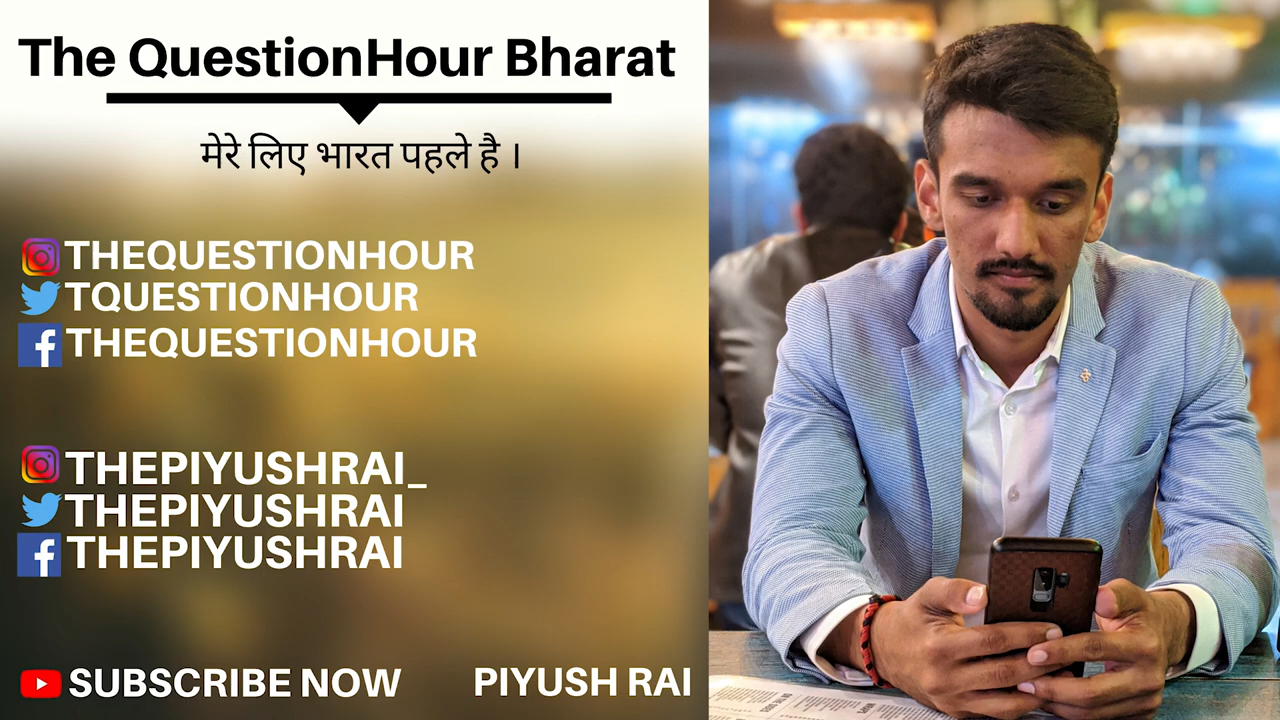 The QuestionHour Bharat
मेरे लिए भारत पहले है ।
THEQUESTIONHOUR
TQUESTIONHOUR
THEQUESTIONHOUR
THEPIYUSHRAI_
THEPIYUSHRAI
THEPIYUSHRAI
SUBSCRIBE NOW
PIYUSH RAI